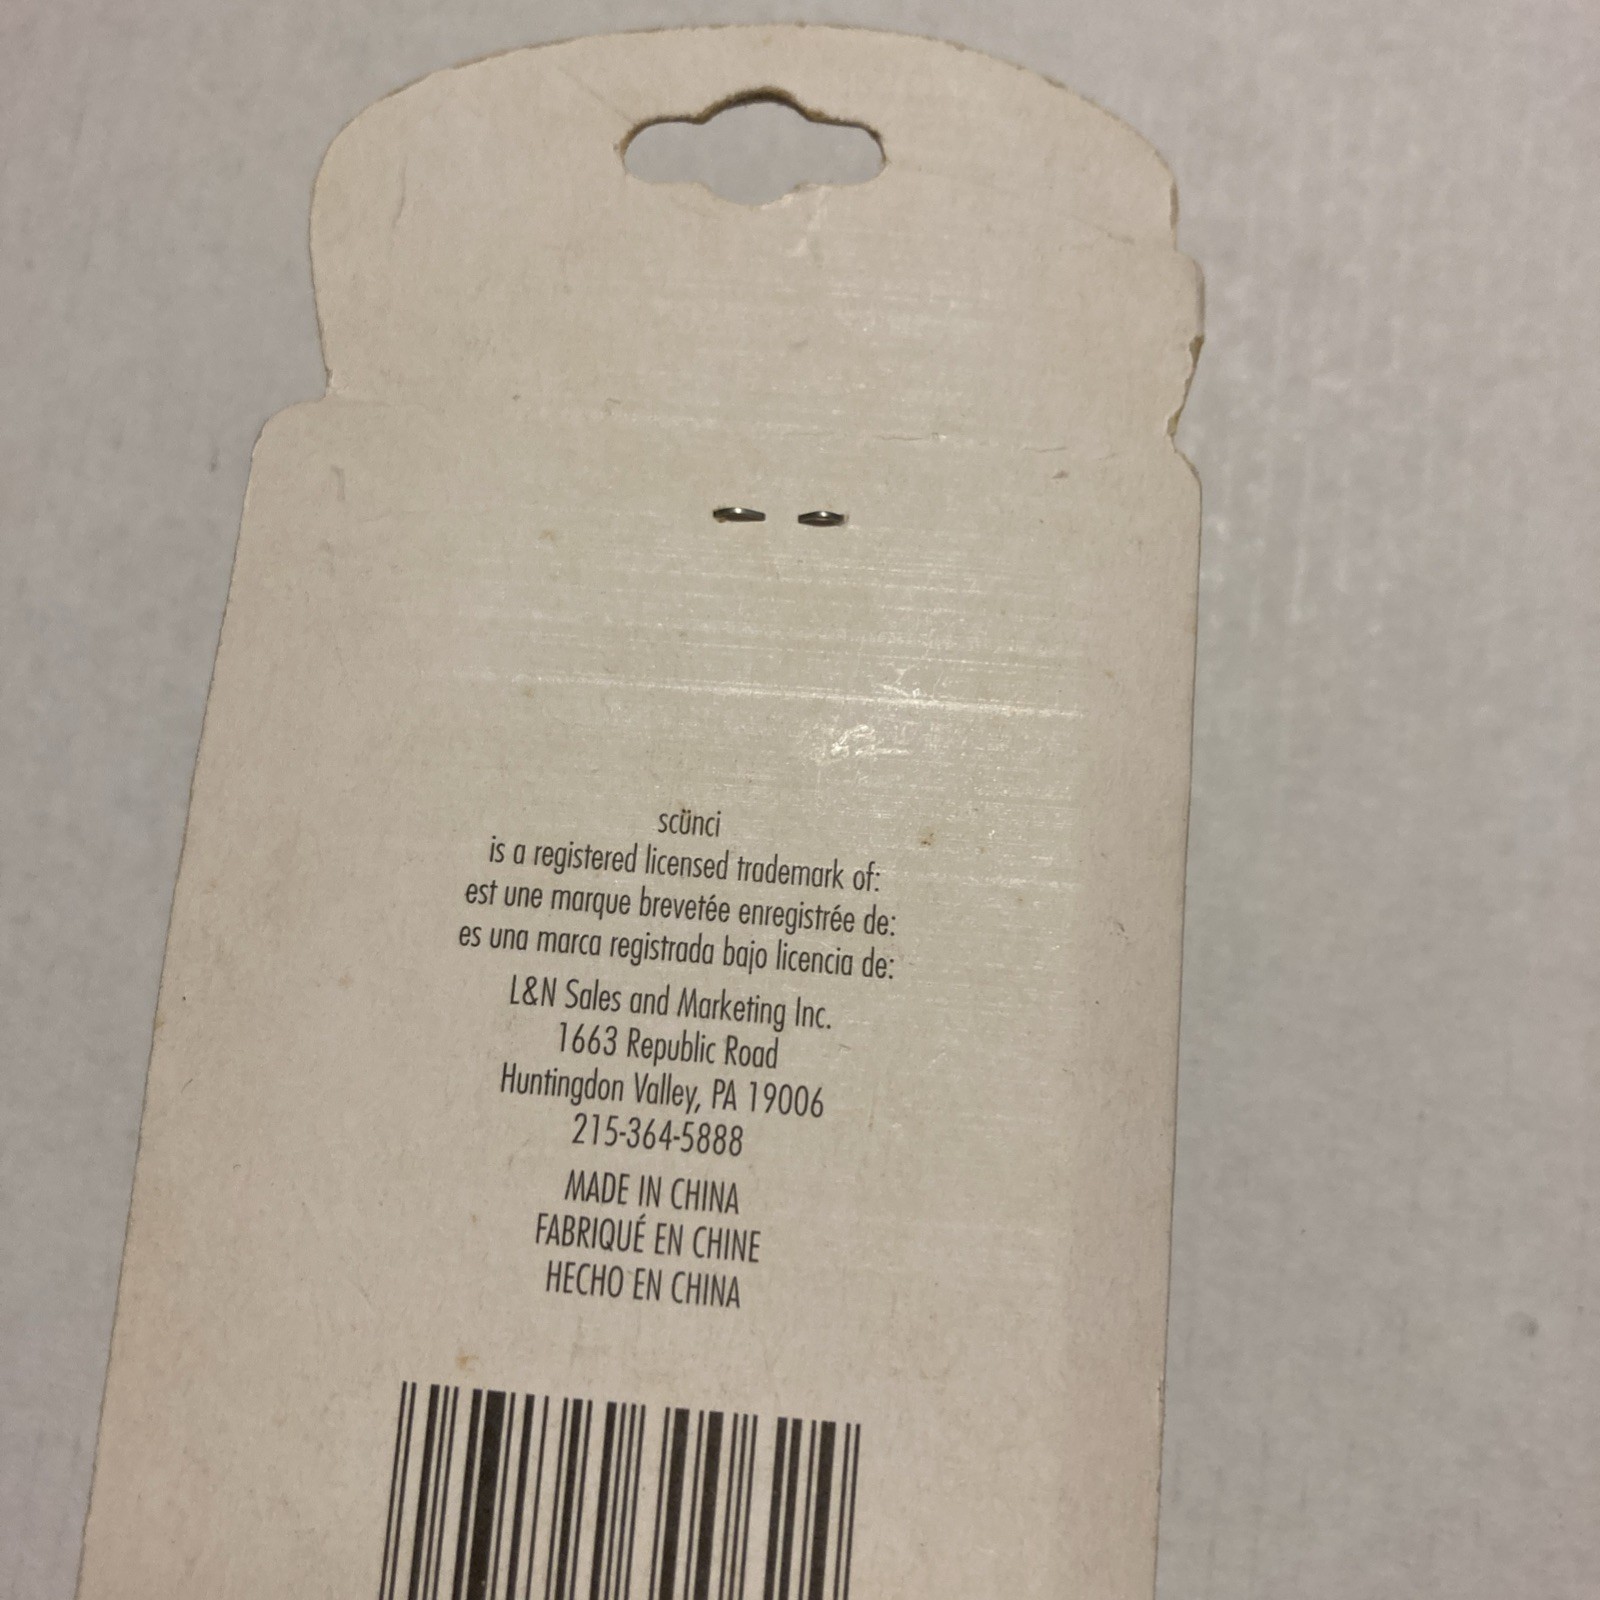 scünci
is a registered licensed trademark of:
est une marque brevetée enregistrée de:
es una marca registrada bajo licencia de:
L&N Sales and Marketing Inc.
1663 Republic Road
Huntingdon Valley, PA 19006
215-364-5888
MADE IN CHINA
FABRIQUÉ EN CHINE
HECHO EN CHINA